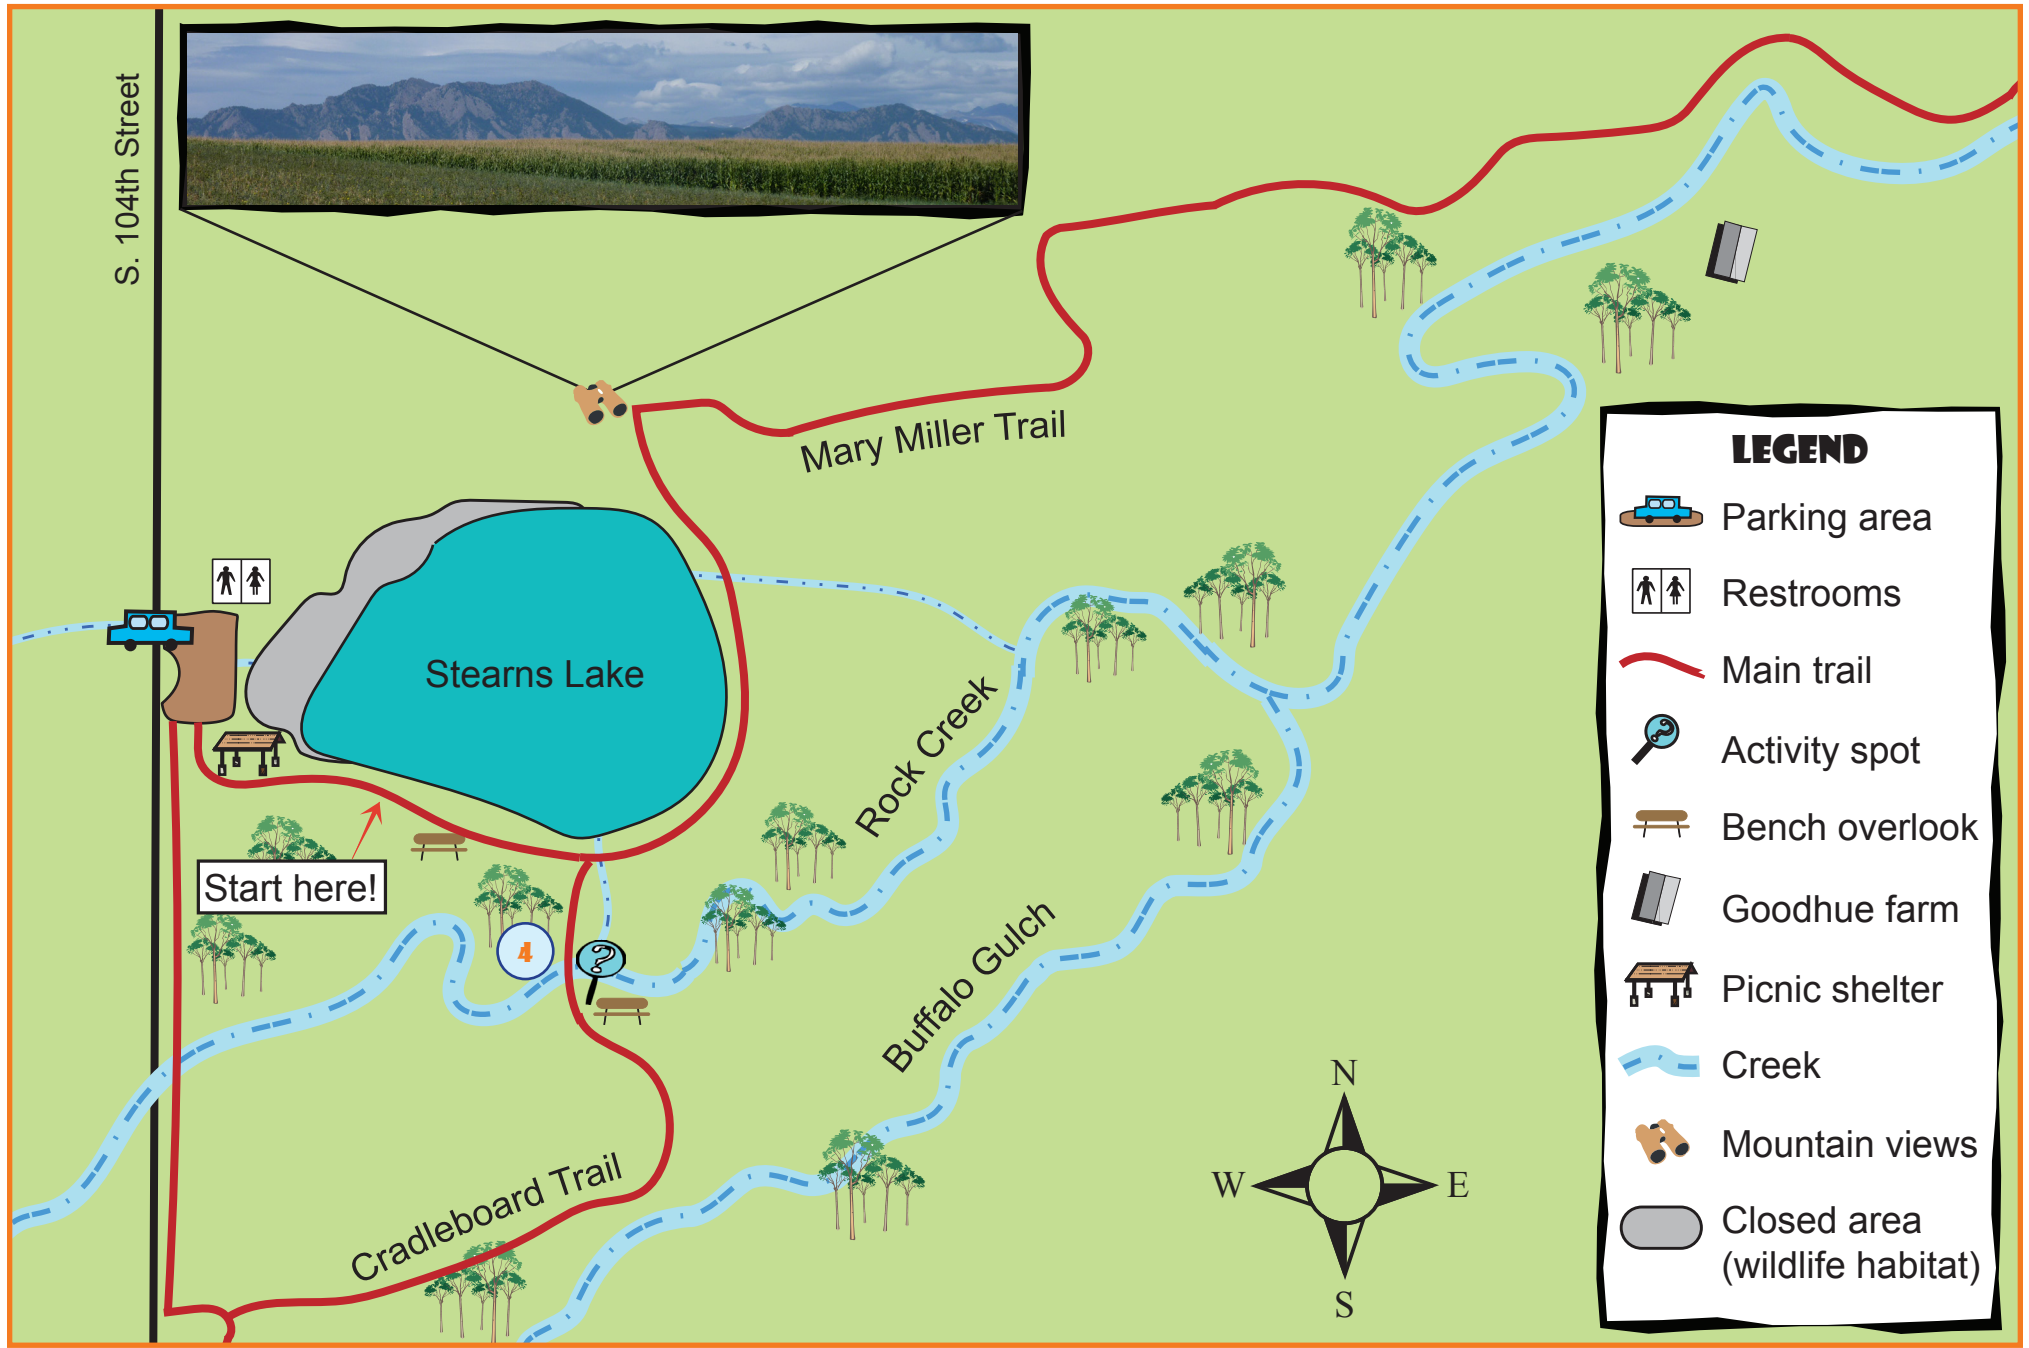 S. 104th Street
Mary Miller Trail
Stearns Lake
Rock Creek
Start here!
4
?
Buffalo Gulch
Cradleboard Trail
N
W
E
S
LEGEND
Parking area
Restrooms
Main trail
?
Activity spot
Bench overlook
Goodhue farm
Picnic shelter
Creek
Mountain views
Closed area
(wildlife habitat)